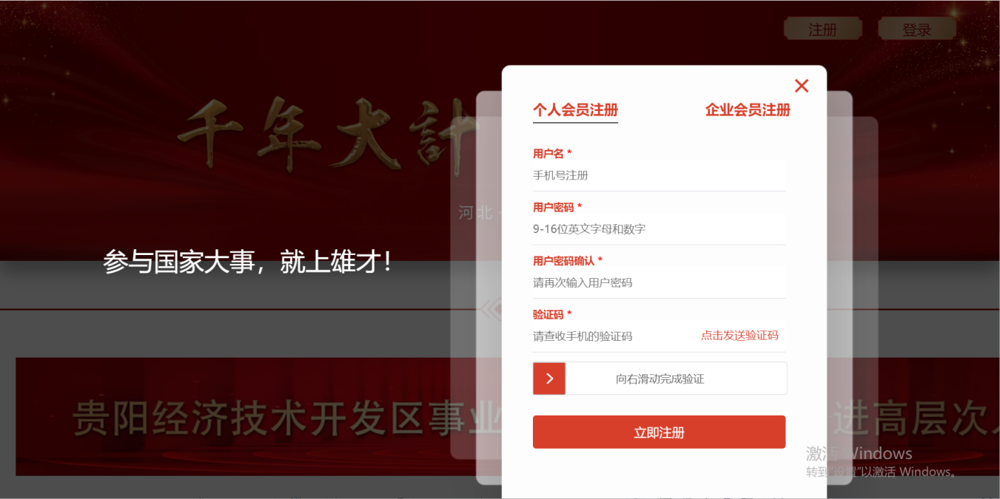 注册 登录
千年大計
河北
参与国家大事，就上雄才！
个人会员注册 企业会员注册
用户名 *
手机号注册
用户密码 *
9-16位英文字母和数字
用户密码确认 *
请再次输入用户密码
验证码 *
请查收手机的验证码 点击发送验证码
向右滑动完成验证
立即注册
贵阳经济技术开发区事业 进高层次
激活 Windows
转到"设置"以激活 Windows。